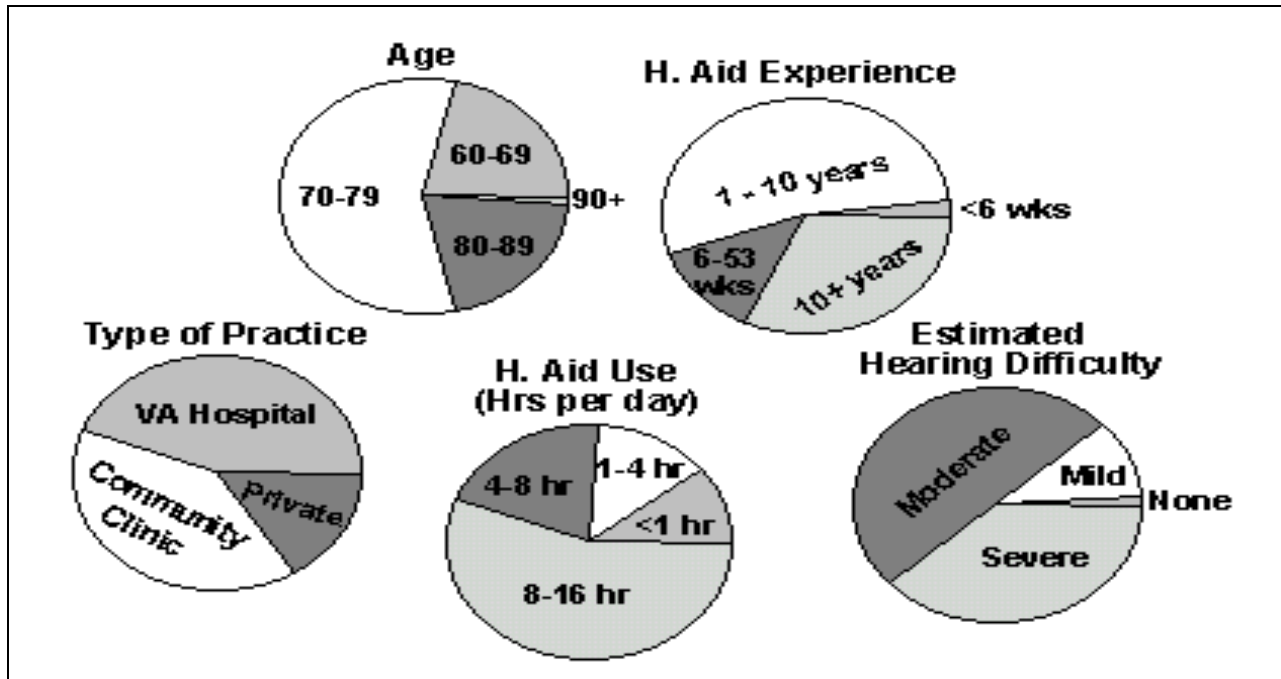 Age
60-69
70-79
90+
80-89
H. Aid Experience
1 - 10 years
<6 wks
6-53
wks
10+ years
Type of Practice
VA Hospital
Private
Community
Clinic
H. Aid Use
(Hrs per day)
4-8 hr
1-4 hr
<1 hr
8-16 hr
Estimated
Hearing Difficulty
Moderate
Mild
None
Severe